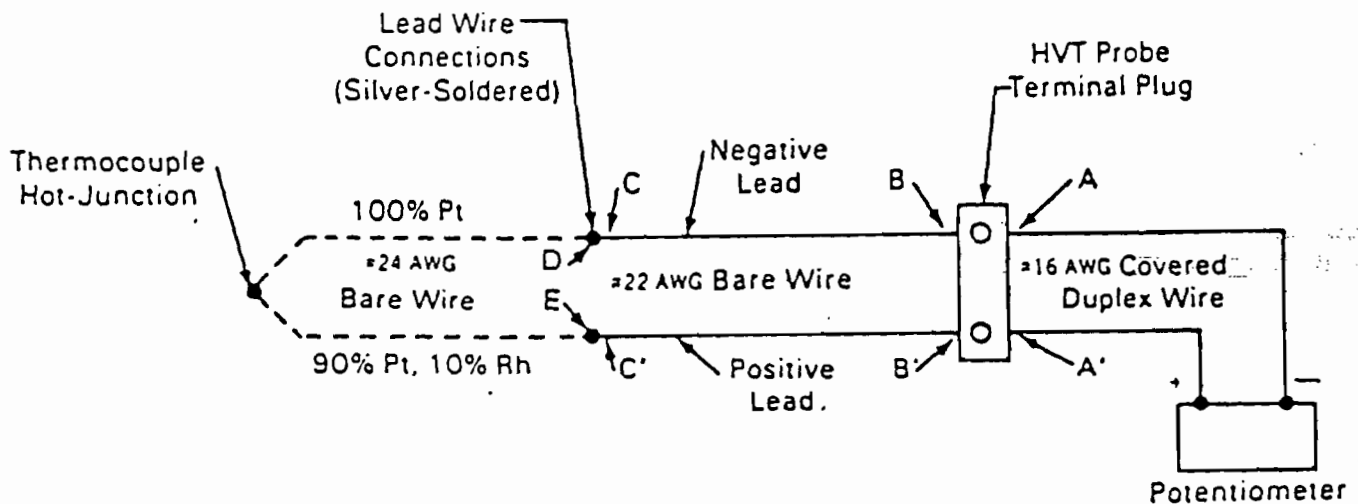 Lead Wire
Connections
(Silver-Soldered)
HVT Probe
Terminal Plug
Thermocouple
Hot-Junction
Negative
Lead
C
B
A
100% Pt
#24 AWG
Bare Wire
D
E
#22 AWG Bare Wire
#16 AWG Covered
Duplex Wire
90% Pt, 10% Rh
C'
Positive
Lead.
B'
A'
+
—
Potentiometer